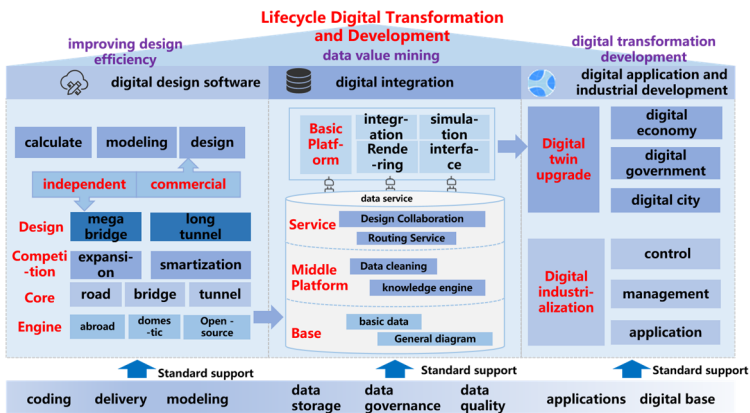 Lifecycle Digital Transformation
and Development
improving design
efficiency
data value mining
digital transformation
development
digital design software
digital integration
digital application and
industrial development
calculate
modeling
design
independent
commercial
Design
mega
bridge
long
tunnel
Competi
-tion
expansi-
on
smartization
Core
road
bridge
tunnel
Engine
abroad
domes
-tic
Open -
source
Basic
Platf-
orm
integr-
ation
simula-
tion
Rende
-ring
interfa-
ce
data service
Service
Design Collaboration
Routing Service
Middle
Platform
Data cleaning
knowledge engine
Base
basic data
General diagram
Digital
twin
upgrade
digital
economy
digital
government
digital city
Digital
industri-
alization
control
management
application
Standard support
Standard support
Standard support
coding
delivery
modeling
data
storage
data
governance
data
quality
applications
digital base